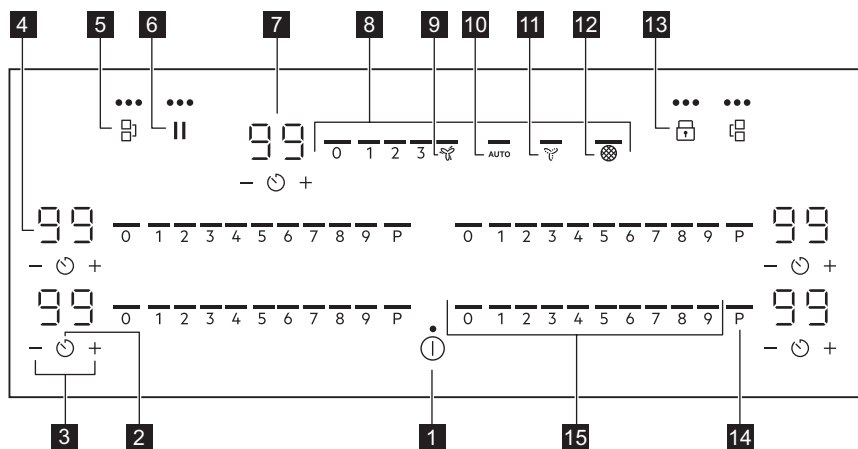 4 5 6 7 8 9 10 11 12 13
99
0 1 2 3 AUTO
− +
99 0 1 2 3 4 5 6 7 8 9 P 0 1 2 3 4 5 6 7 8 9 P 99
− + − +
99 0 1 2 3 4 5 6 7 8 9 P 0 1 2 3 4 5 6 7 8 9 P 99
− + − +
3 2 1 15 14